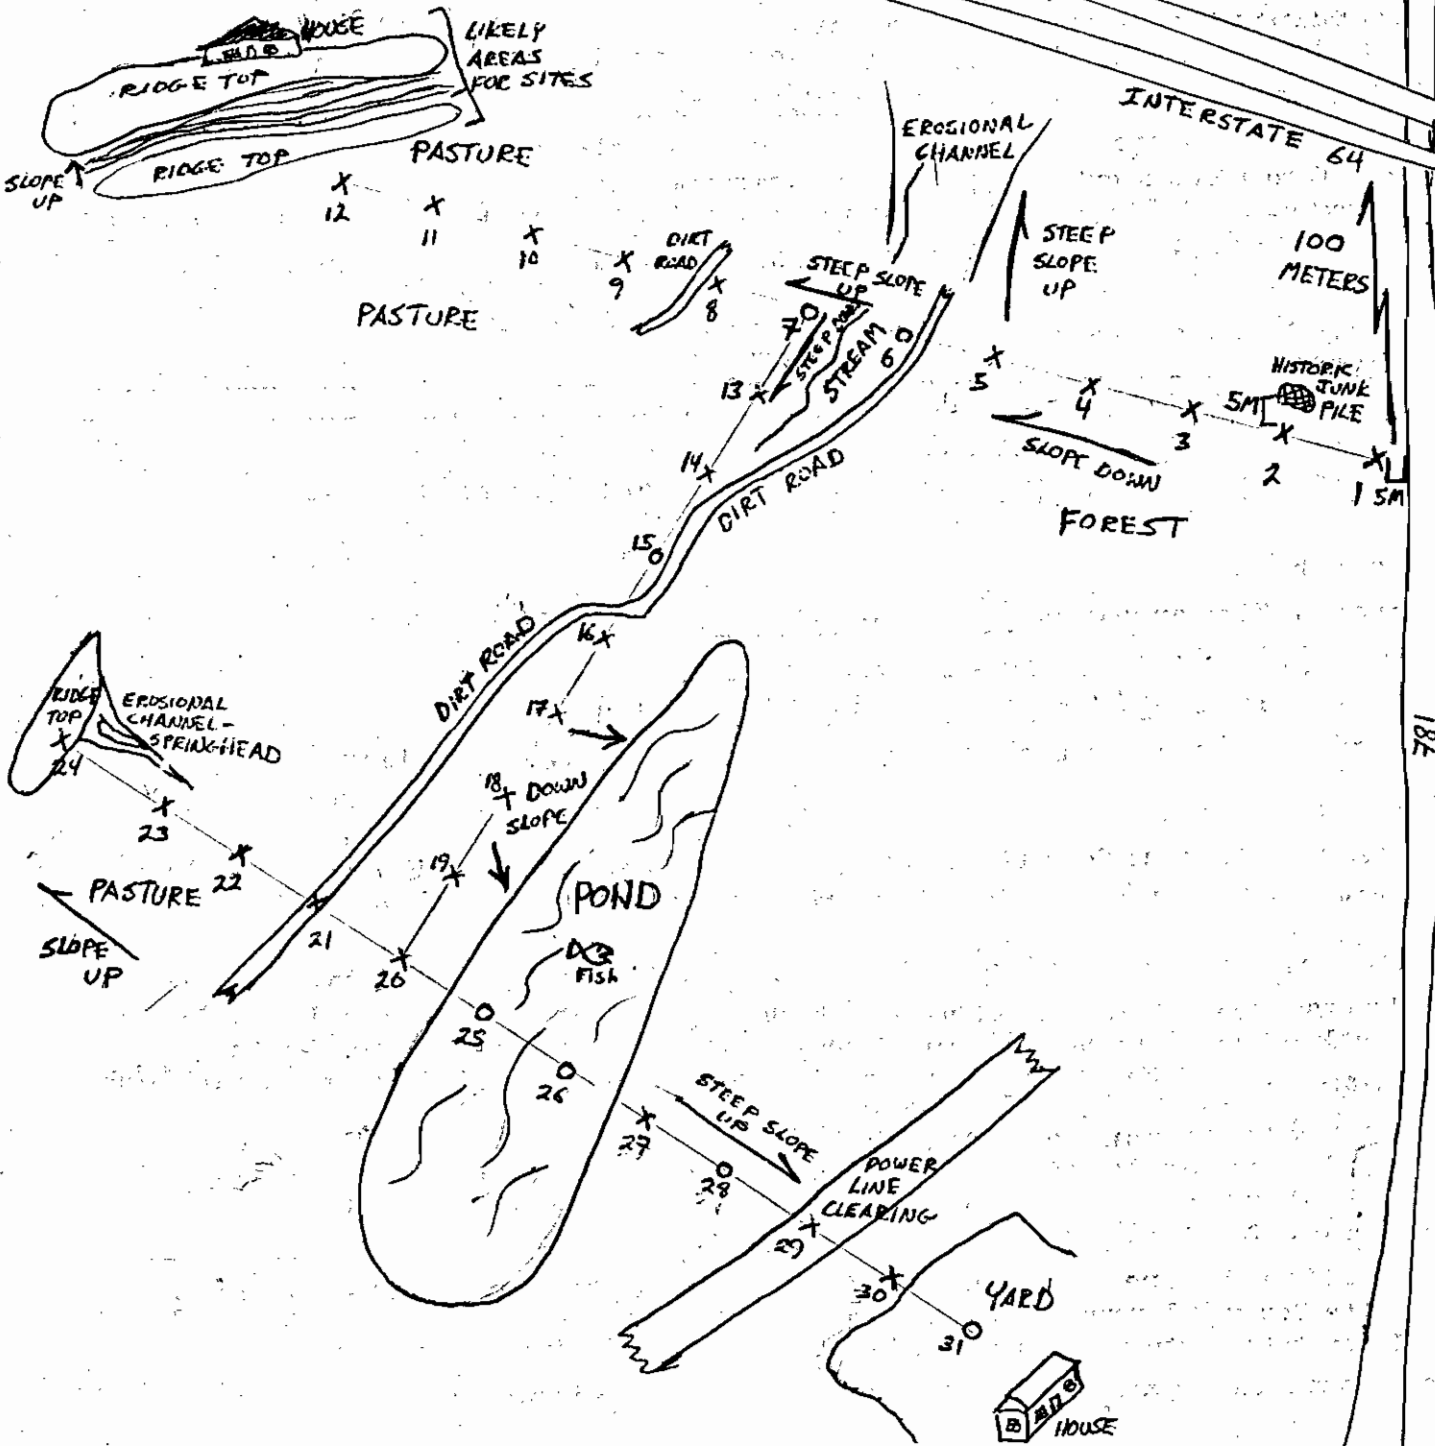 HOUSE
LIKELY
AREAS
FOR SITES
RIDGE TOP
RIDGE TOP
SLOPE
UP
PASTURE
12
11
10
9
DIRT
ROAD
8
PASTURE
EROSIONAL
CHANNEL
INTERSTATE 64
STEEP
SLOPE
UP
100
METERS
STEEP SLOPE
UP
7
STEEP DOWN
STREAM
6
5
4
3
HISTORIC
JUNK
PILE
5M
2
1
5M
SLOPE DOWN
FOREST
13
14
DIRT ROAD
15
16
DIRT ROAD
17
18
DOWN
SLOPE
19
20
RIDGE
TOP
24
EROSIONAL
CHANNEL-
SPRINGHEAD
23
22
PASTURE
SLOPE
UP
21
POND
FISH
25
26
27
STEEP SLOPE
UP
28
POWER
LINE
CLEARING
29
30
YARD
31
HOUSE
781